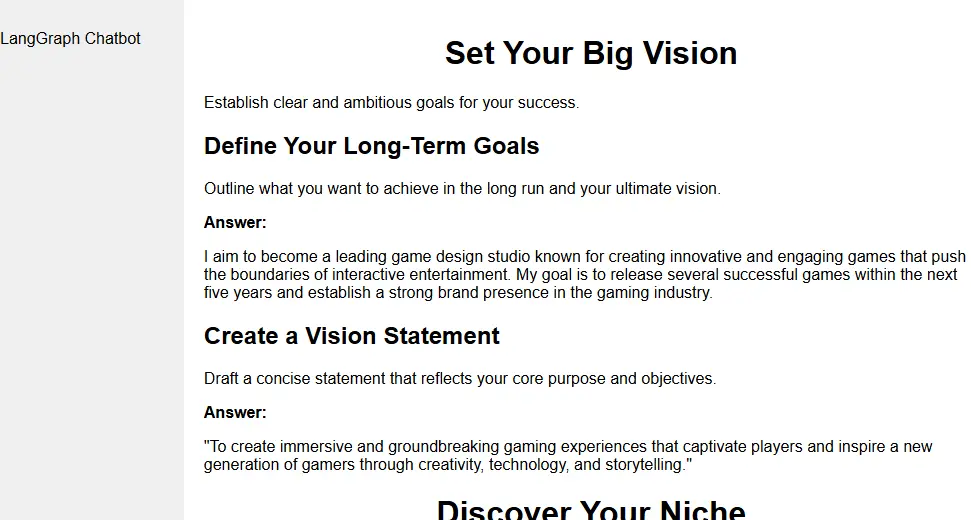 LangGraph Chatbot
Set Your Big Vision
Establish clear and ambitious goals for your success.
Define Your Long-Term Goals
Outline what you want to achieve in the long run and your ultimate vision.
Answer:
I aim to become a leading game design studio known for creating innovative and engaging games that push
the boundaries of interactive entertainment. My goal is to release several successful games within the next
five years and establish a strong brand presence in the gaming industry.
Create a Vision Statement
Draft a concise statement that reflects your core purpose and objectives.
Answer:
"To create immersive and groundbreaking gaming experiences that captivate players and inspire a new
generation of gamers through creativity, technology, and storytelling."
Discover Your Niche